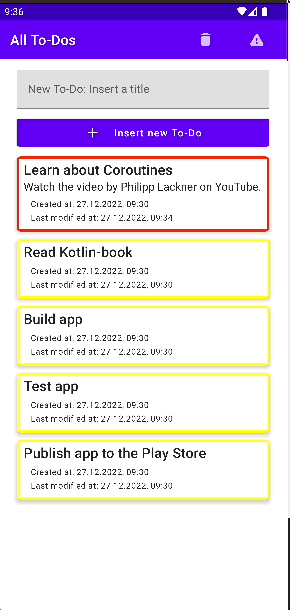 9:36
All To-Dos
New To-Do: Insert a title
Insert new To-Do
Learn about Coroutines
Watch the video by Philipp Lackner on YouTube.
Created at: 27.12.2022, 09:30
Last modified at: 27.12.2022, 09:34
Read Kotlin-book
Created at: 27.12.2022, 09:30
Last modified at: 27.12.2022, 09:30
Build app
Created at: 27.12.2022, 09:30
Last modified at: 27.12.2022, 09:30
Test app
Created at: 27.12.2022, 09:30
Last modified at: 27.12.2022, 09:30
Publish app to the Play Store
Created at: 27.12.2022, 09:30
Last modified at: 27.12.2022, 09:30